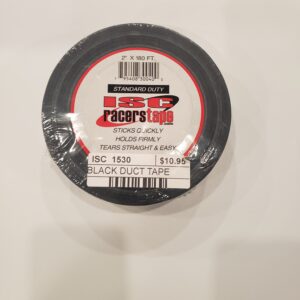 2" X 180 FT.
STANDARD DUTY
ISC
racerstape
STICKS QUICKLY
HOLDS FIRMLY
TEARS STRAIGHT & EASY
ISC 1530 $10.95
BLACK DUCT TAPE